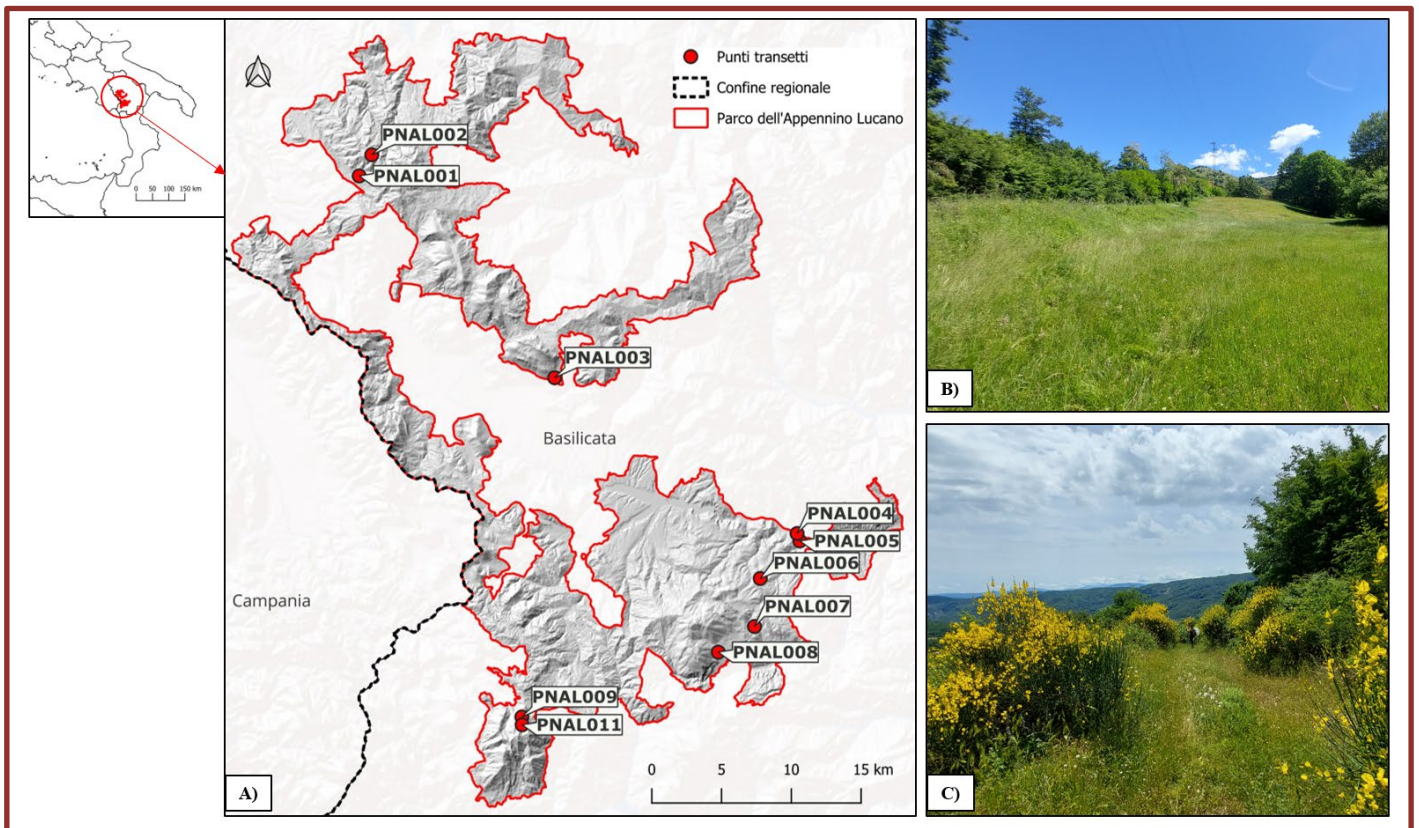 0 50 100 150 km
Punti transetti
Confine regionale
Parco dell'Appennino Lucano
PNAL002
PNAL001
PNAL003
Basilicata
PNAL004
PNAL005
PNAL006
PNAL007
PNAL008
Campania
PNAL009
PNAL011
0 5 10 15 km
A)
B)
C)